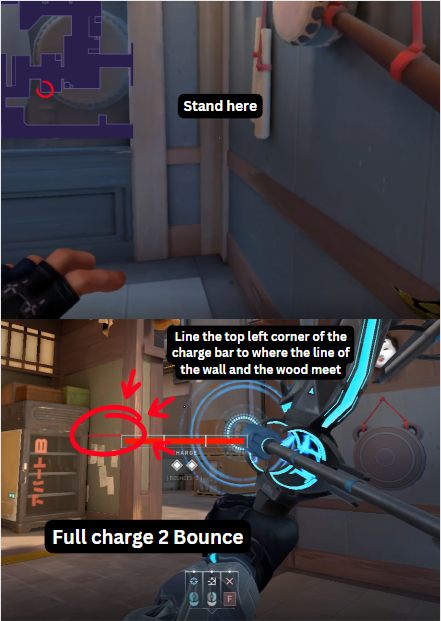 Stand here
Line the top left corner of the
charge bar to where the line of
the wall and the wood meet
CHARGE
BOUNCES
Full charge 2 Bounce
F